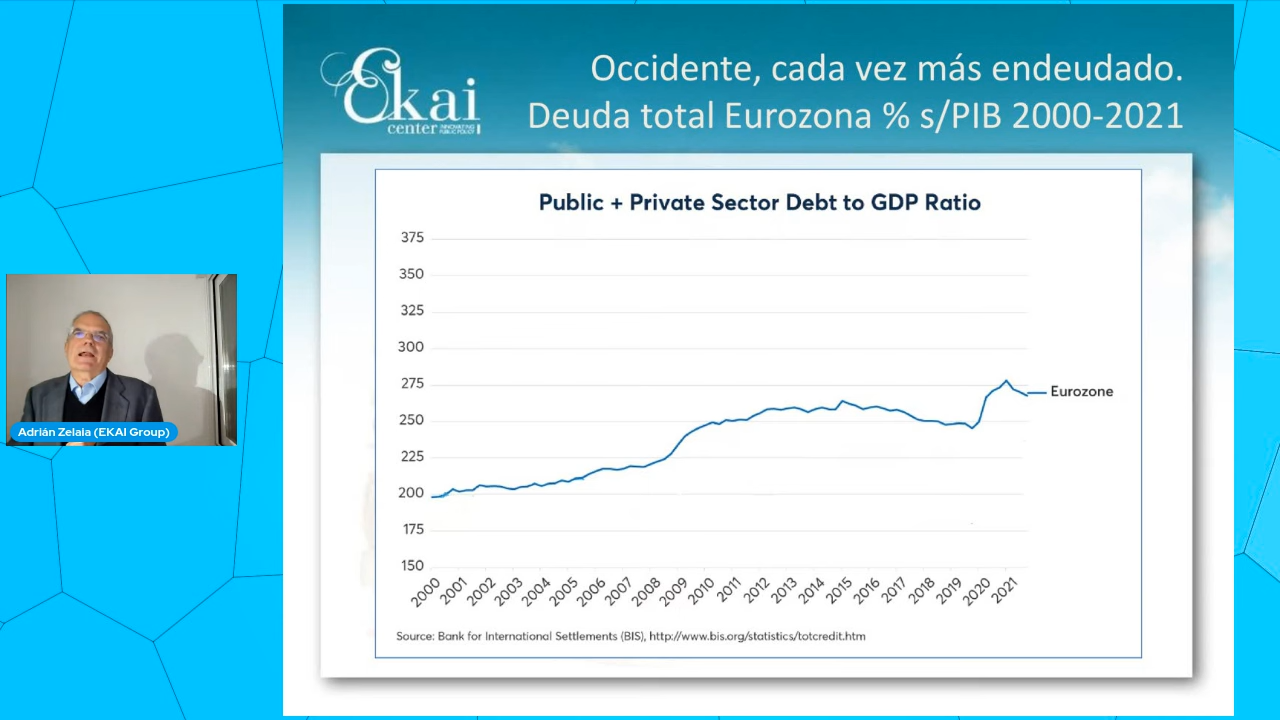 Ekai
center INNOVATING
PUBLIC POLICY
Occidente, cada vez más endeudado.
Deuda total Eurozona % s/PIB 2000-2021
Public + Private Sector Debt to GDP Ratio
375
350
325
300
275
250
225
200
175
150
Eurozone
2000 2001 2002 2003 2004 2005 2006 2007 2008 2009 2010 2011 2012 2013 2014 2015 2016 2017 2018 2019 2020 2021
Source: Bank for International Settlements (BIS), http://www.bis.org/statistics/totcredit.htm
Adrián Zelaia (EKAI Group)